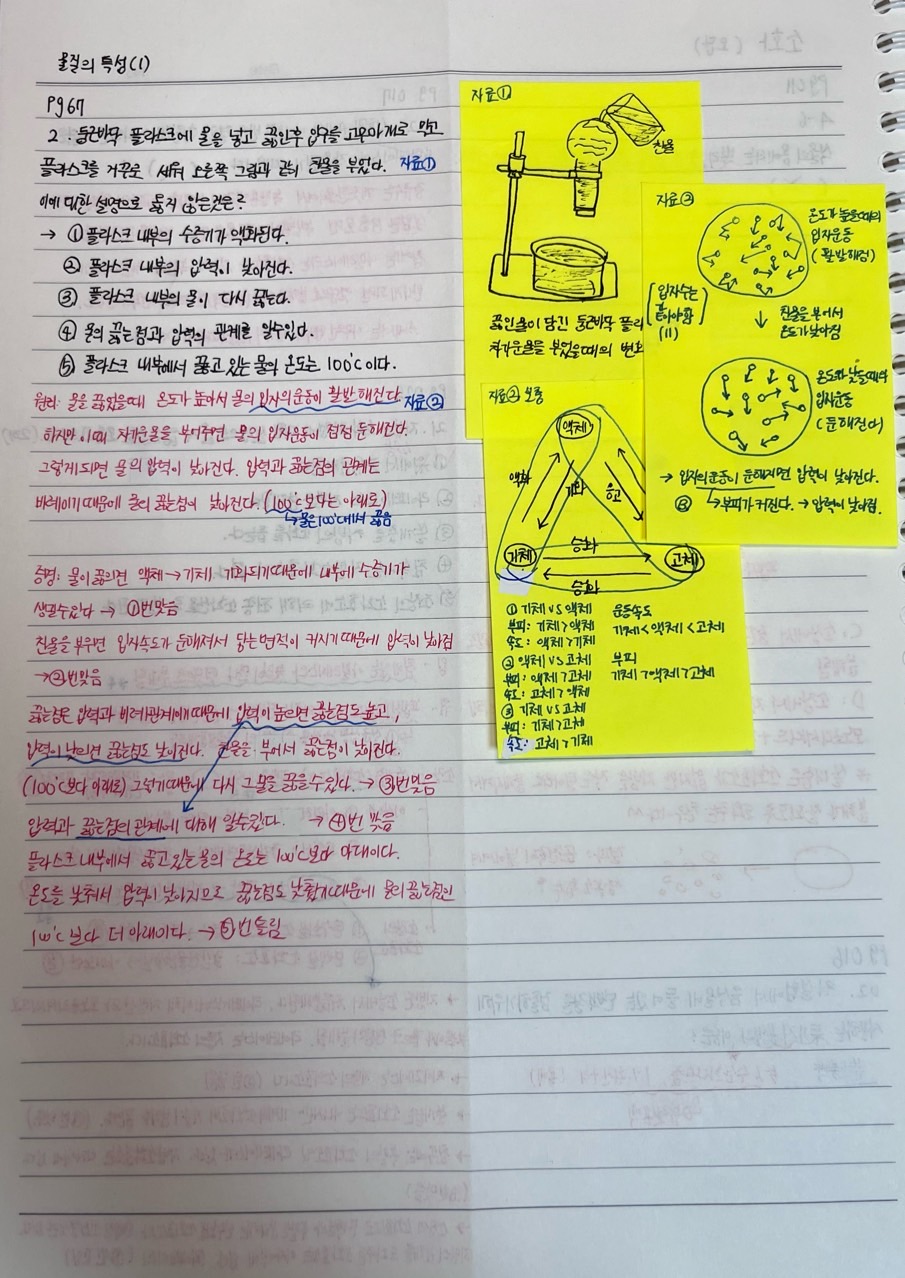 물질의 특성(1)
Pg 67
2. 둥근바닥 플라스크에 물을 넣고 끓인후 입구를 고무마개로 막고
플라스크를 거꾸로 세워 오른쪽 그림과 같이 찬물을 부었다. 자료①
이에 대한 설명으로 옳지 않은것은?
→ ① 플라스크 내부의 수증기가 액화된다.
② 플라스크 내부의 압력이 낮아진다.
③ 플라스크 내부의 물이 다시 끓는다.
④ 물의 끓는점과 압력의 관계를 알수있다.
⑤ 플라스크 내부에서 끓고 있는 물의 온도는 100℃이다.
원리: 물을 끓였을때 온도가 높아서 물의 입자의운동이 활발해진다. 자료②
하지만 이때 차가운물을 부어주면 물의 입자운동이 점점 둔해진다.
그렇게되면 물의 압력이 낮아진다. 압력과 끓는점의 관계는
비례이기때문에 물의 끓는점이 낮아진다. (100℃보다는 아래로)
↳물은 100℃에서 끓음
증명: 물이 끓으면 액체→기체 기화되기때문에 내부에 수증기가
생길수있다 → ①번맞음
찬물을 부우면 입자속도가 둔해져서 닿는면적이 커지기때문에 압력이 낮아짐
→②번맞음
끓는점은 압력과 비례관계이때문에 압력이 높으면 끓는점도 높고,
압력이 낮으면 끓는점도 낮아진다. 찬물을 부어서 끓는점이 낮아진다.
(100℃보다 아래로) 그렇기때문에 다시 그물을 끓을수있다. → ③번맞음
압력과 끓는점의 관계에 대해 알수있다. → ④번 맞음
플라스크 내부에서 끓고있는물의 온도는 100℃보다 아래이다.
온도를 낮춰서 압력이 낮아지므로 끓는점도 낮춰기때문에 물의끓는점인
100℃ 보다 더 아래이다. → ⑤번틀림
자료①
찬물
끓인물이 담긴 둥근바닥 플라
차가운물을 부었을때의 변화
자료② 보충
액체
액화
기화
응고
기체
승화
고체
승화
① 기체 VS 액체
부피: 기체>액체
속도: 액체>기체
② 액체 VS 고체
부피: 액체>고체
속도: 고체>액체
③ 기체 VS 고체
부피: 기체>고체
속도: 고체>기체
운동속도
기체<액체<고체
부피
기체>액체>고체
자료③
온도가 높을때의
입자운동
(활발해짐)
입자수는
같아야함
(11)
찬물을 부어서
온도가낮아짐
온도가 낮을때의
입자운동
(둔해진다)
→ 입자의운동이 둔해지면 압력이 낮아진다.
↳부피가 커진다. → 압력이 낮아짐.